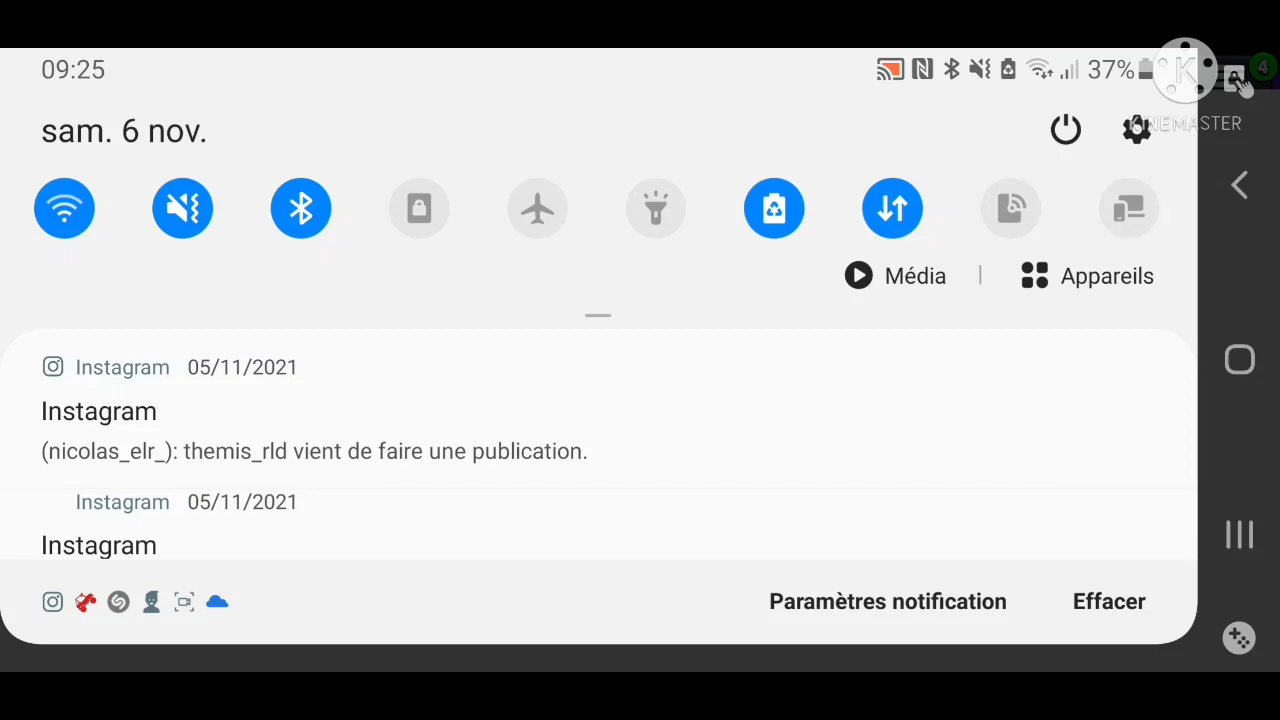 09:25
37%
4
K
KINEMASTER
sam. 6 nov.
Média | Appareils
Instagram 05/11/2021
Instagram
(nicolas_elr_): themis_rld vient de faire une publication.
Instagram 05/11/2021
Instagram
Paramètres notification
Effacer